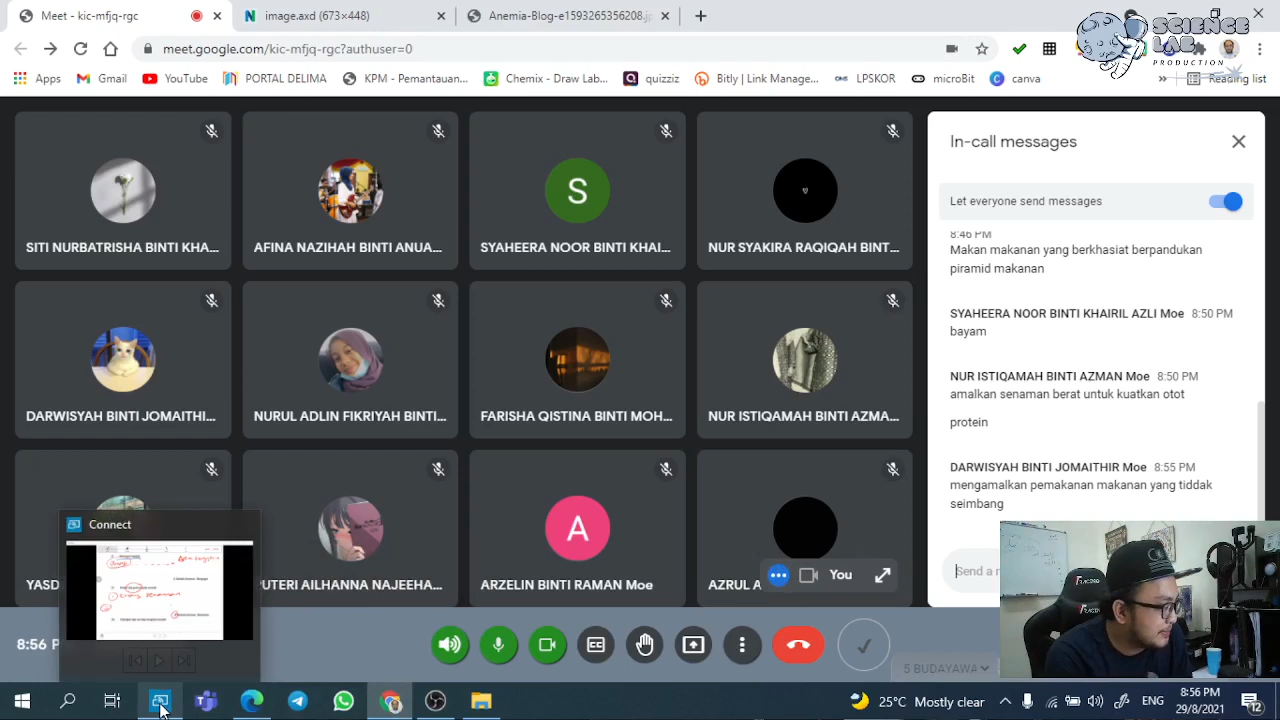 Meet - kic-mfjq-rgc
image.axd (673×448)
Anemia-Blog-e1593265356208.j
meet.google.com/kic-mfjq-rgc?authuser=0
Apps
Gmail
YouTube
PORTAL DELIMA
KPM - Pemantauan...
Chemix - Draw Lab...
quizziz
Bitly | Link Manage...
LPSKOR
microBit
canva
Reading list
PRODUCTION
SITI NURBATRISHA BINTI KHA...
AFINA NAZIHAH BINTI ANUA...
S
SYAHEERA NOOR BINTI KHAI...
NUR SYAKIRA RAQIQAH BINT...
DARWISYAH BINTI JOMAITHI...
NURUL ADLIN FIKRIYAH BINTI...
FARISHA QISTINA BINTI MOH...
NUR ISTIQAMAH BINTI AZMA...
YASD
PUTERI AILHANNA NAJEEHA...
A
ARZELIN BINTI RAMAN Moe
AZRUL A
You
Connect
In-call messages
Let everyone send messages
8:46 PM
Makan makanan yang berkhasiat berpandukan
piramid makanan
SYAHEERA NOOR BINTI KHAIRIL AZLI Moe 8:50 PM
bayam
NUR ISTIQAMAH BINTI AZMAN Moe 8:50 PM
amalkan senaman berat untuk kuatkan otot
protein
DARWISYAH BINTI JOMAITHIR Moe 8:55 PM
mengamalkan pemakanan makanan yang tiddak
seimbang
Send a
8:56 P
5 BUDAYAWA
25°C Mostly clear
ENG
8:56 PM
29/8/2021
12